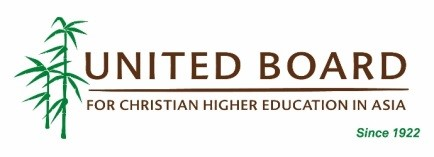 UNITED BOARD
FOR CHRISTIAN HIGHER EDUCATION IN ASIA
Since 1922